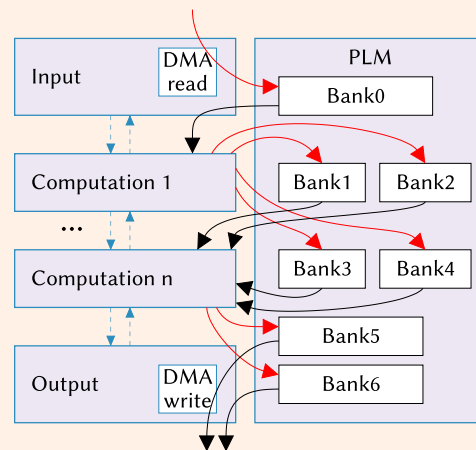 Input
DMA
read
PLM
Bank0
Computation 1
Bank1
Bank2
...
Computation n
Bank3
Bank4
Bank5
Output
DMA
write
Bank6